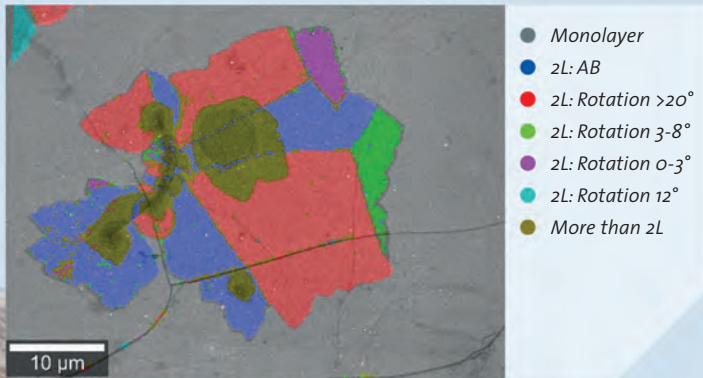 Monolayer
2L: AB
2L: Rotation >20°
2L: Rotation 3-8°
2L: Rotation 0-3°
2L: Rotation 12°
More than 2L
10 µm